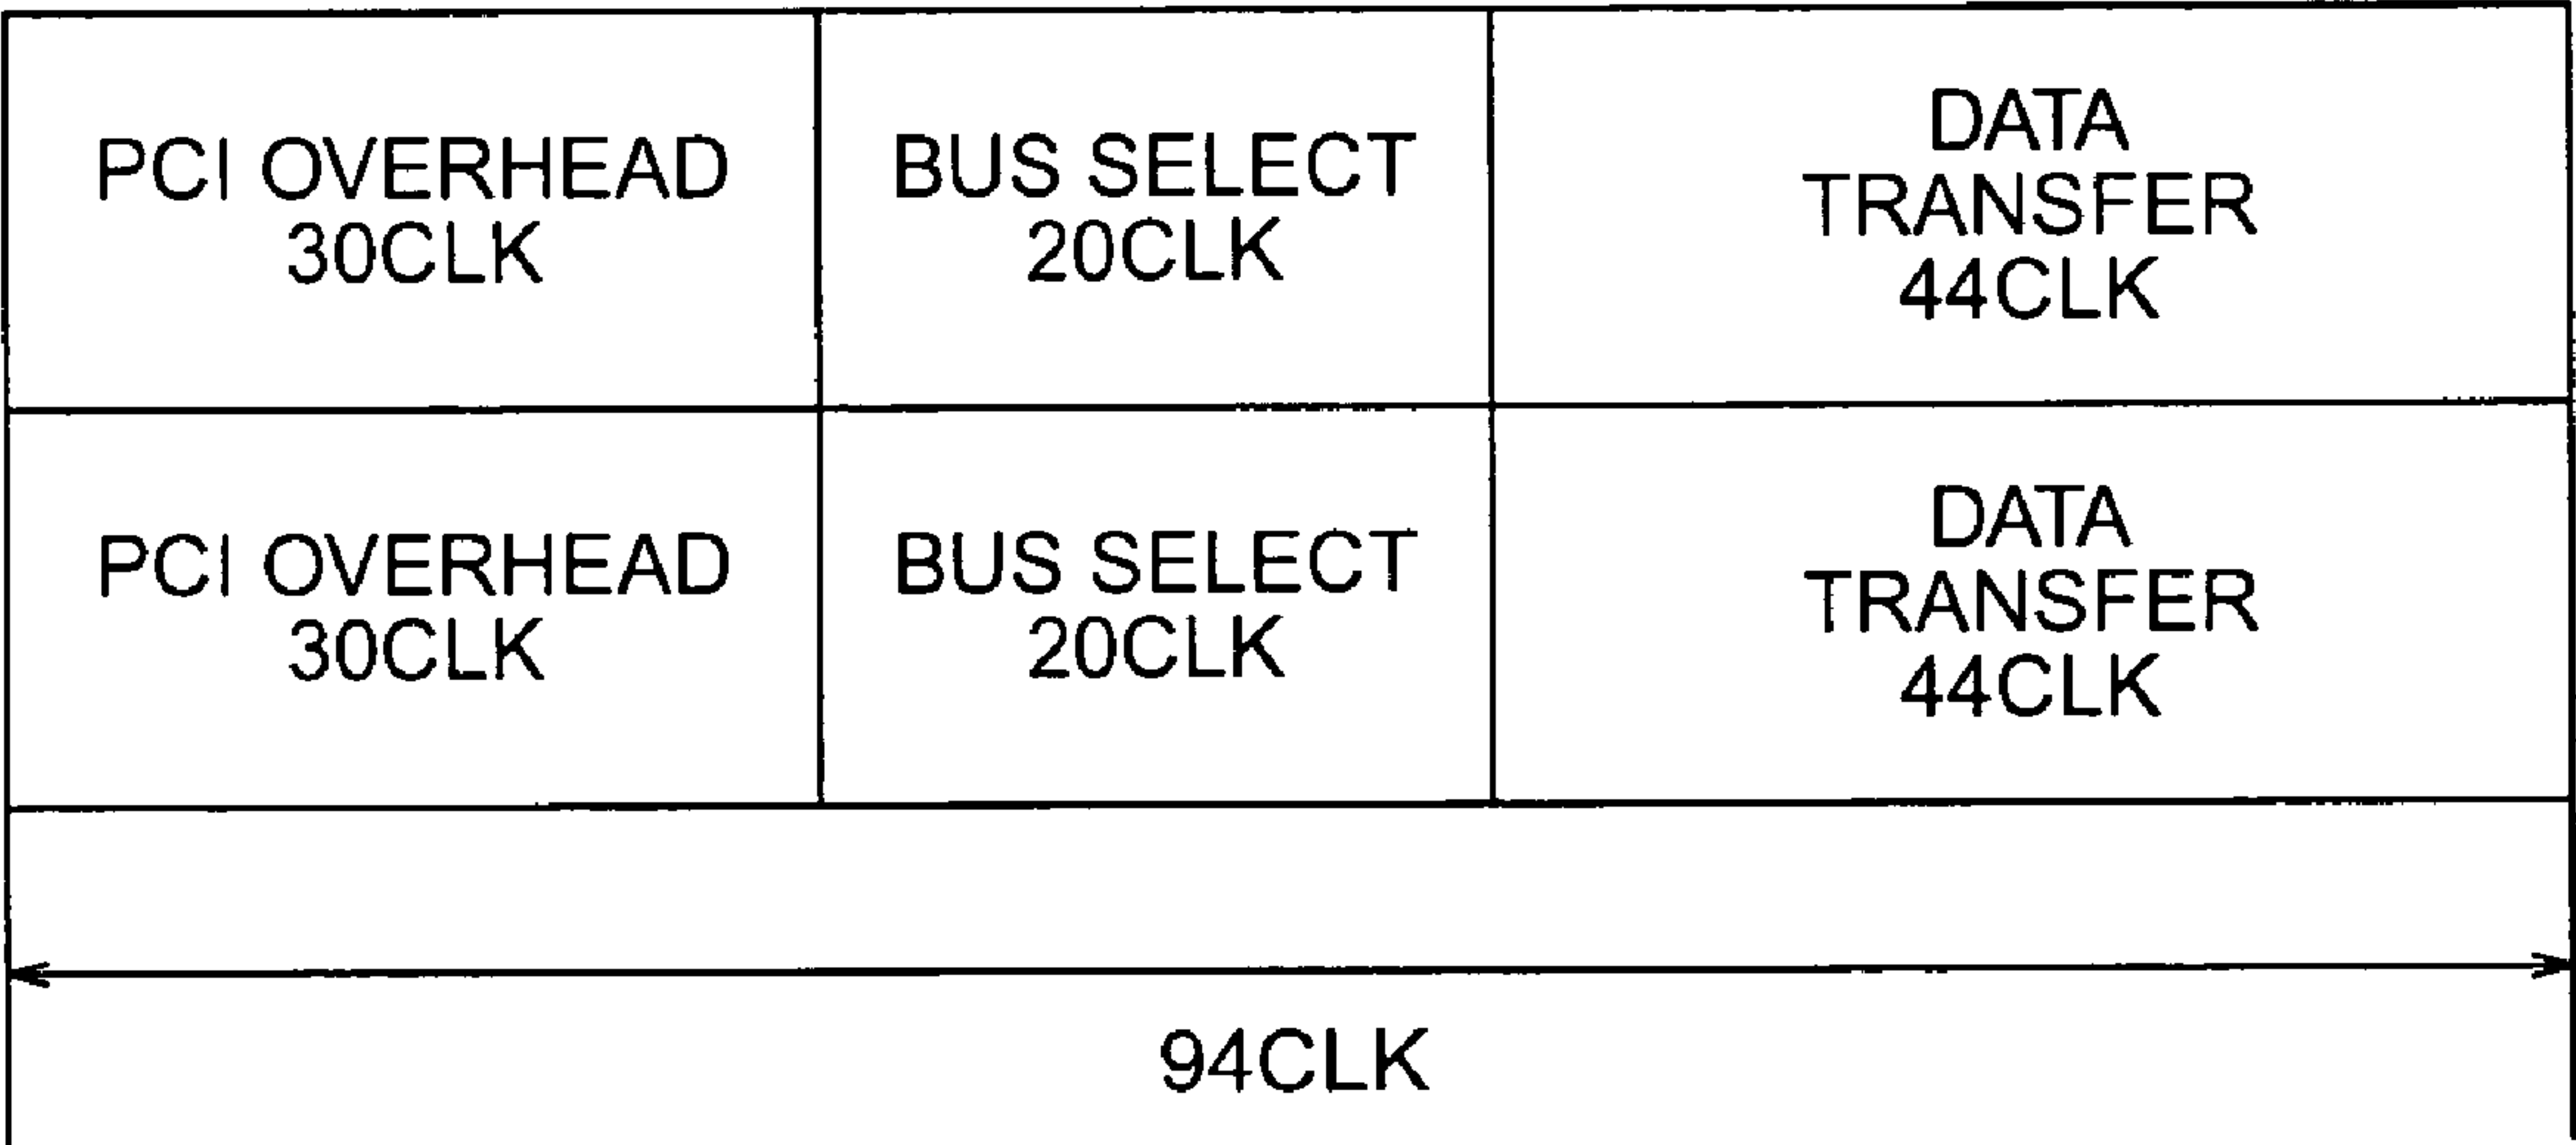 PCI OVERHEAD
30CLK
BUS SELECT
20CLK
DATA
TRANSFER
44CLK
PCI OVERHEAD
30CLK
BUS SELECT
20CLK
DATA
TRANSFER
44CLK
94CLK